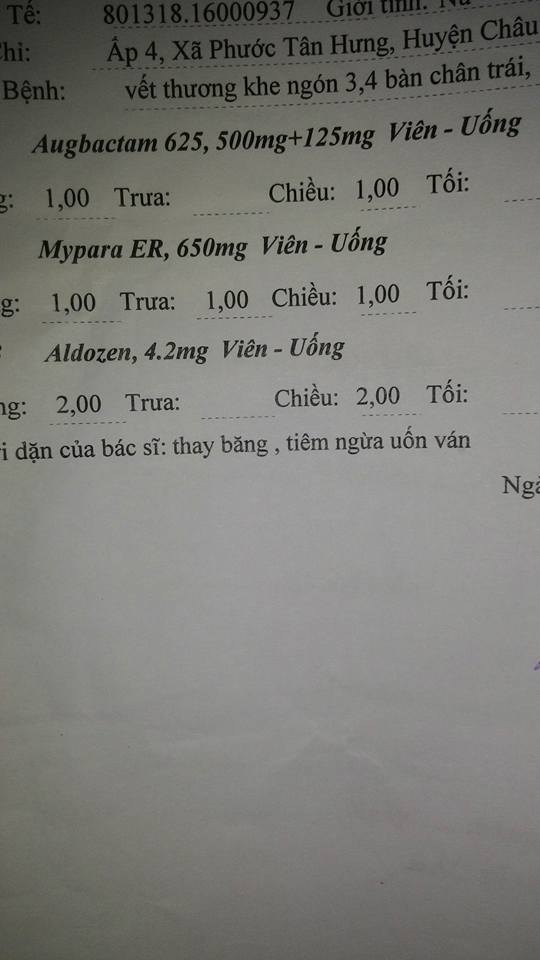 Tế: 801318.16000937 Giới tính: Nữ
Chỉ: Ấp 4, Xã Phước Tân Hưng, Huyện Châu
Bệnh: vết thương khe ngón 3,4 bàn chân trái,
Augbactam 625, 500mg+125mg Viên - Uống
g: 1,00 Trưa: Chiều: 1,00 Tối:
Mypara ER, 650mg Viên - Uống
g: 1,00 Trưa: 1,00 Chiều: 1,00 Tối:
Aldozen, 4.2mg Viên - Uống
ng: 2,00 Trưa: Chiều: 2,00 Tối:
i dặn của bác sĩ: thay băng , tiêm ngừa uốn ván
Ngà